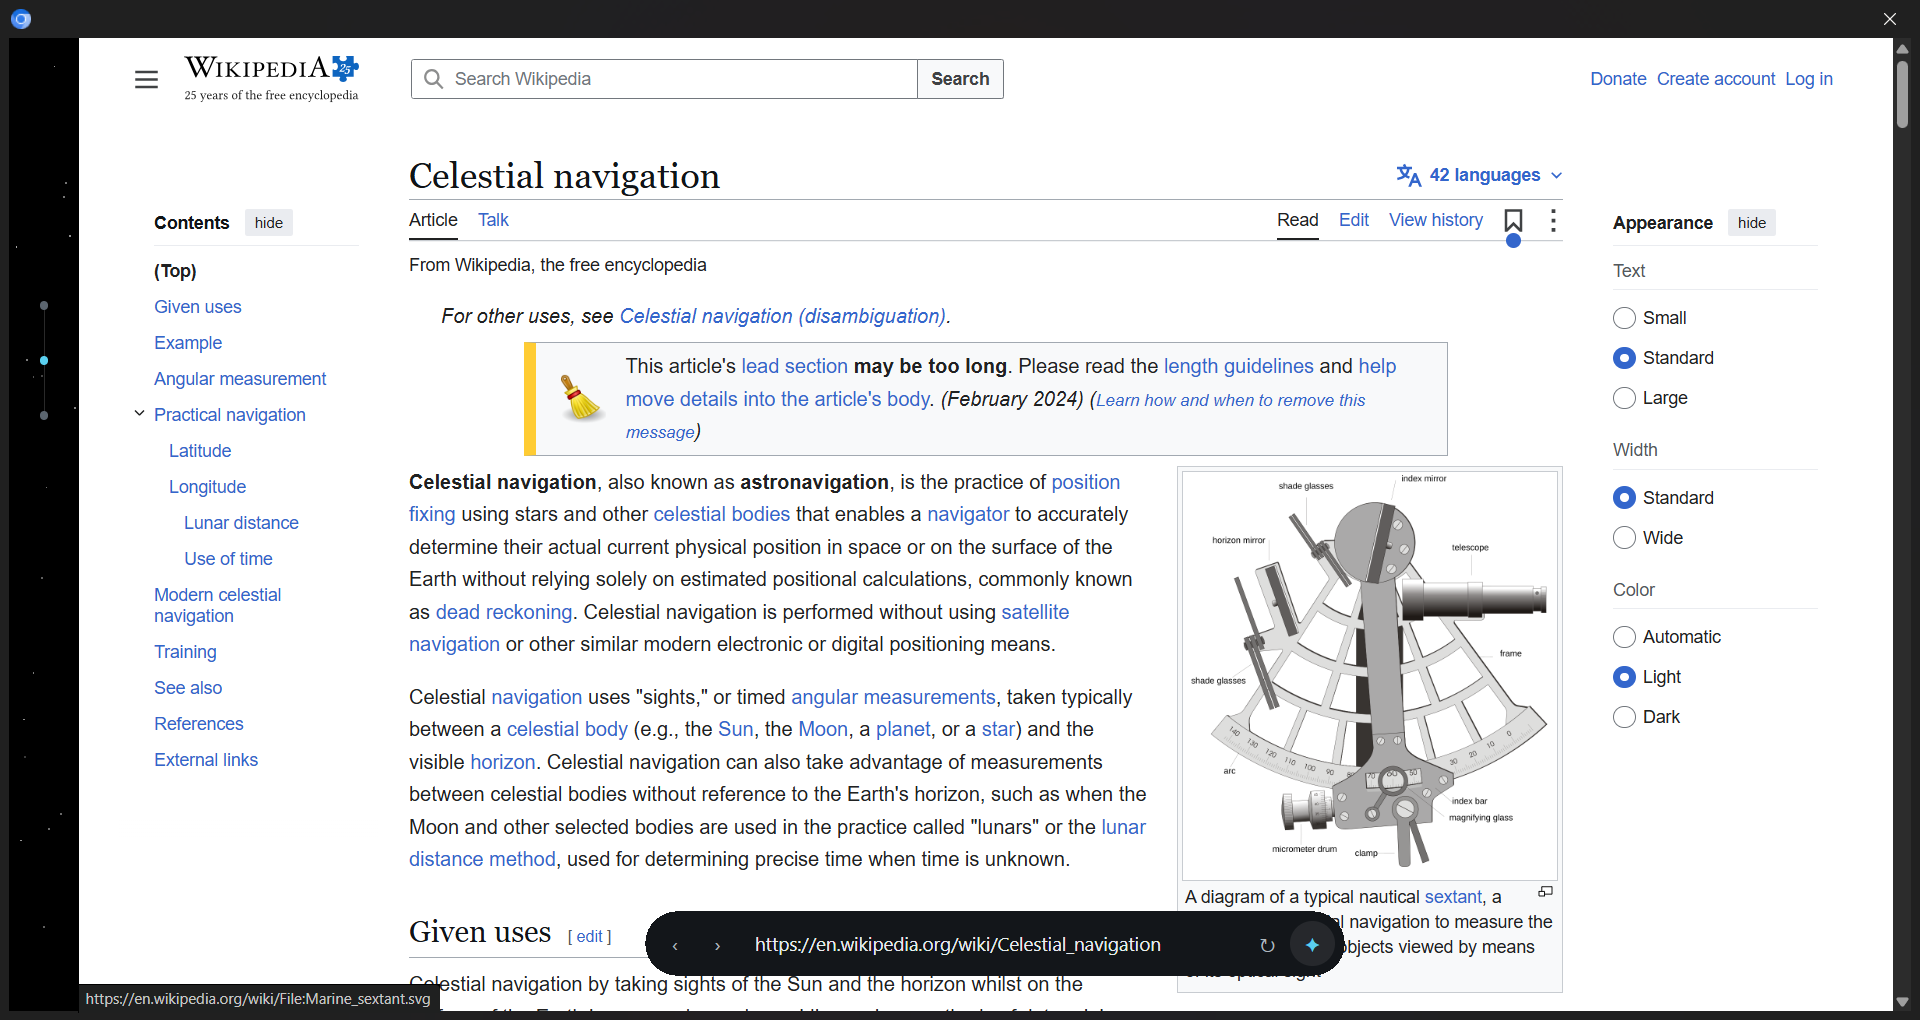 WIKIPEDIA 25
25 years of the free encyclopedia
Search Wikipedia
Search
Donate Create account Log in
Contents hide
(Top)
Given uses
Example
Angular measurement
Practical navigation
Latitude
Longitude
Lunar distance
Use of time
Modern celestial
navigation
Training
See also
References
External links
Celestial navigation
42 languages
Article Talk
Read Edit View history
From Wikipedia, the free encyclopedia
For other uses, see Celestial navigation (disambiguation).
This article's lead section may be too long. Please read the length guidelines and help
move details into the article's body. (February 2024) (Learn how and when to remove this
message)
Celestial navigation, also known as astronavigation, is the practice of position
fixing using stars and other celestial bodies that enables a navigator to accurately
determine their actual current physical position in space or on the surface of the
Earth without relying solely on estimated positional calculations, commonly known
as dead reckoning. Celestial navigation is performed without using satellite
navigation or other similar modern electronic or digital positioning means.
Celestial navigation uses "sights," or timed angular measurements, taken typically
between a celestial body (e.g., the Sun, the Moon, a planet, or a star) and the
visible horizon. Celestial navigation can also take advantage of measurements
between celestial bodies without reference to the Earth's horizon, such as when the
Moon and other selected bodies are used in the practice called "lunars" or the lunar
distance method, used for determining precise time when time is unknown.
Given uses [ edit ]
Celestial navigation by taking sights of the Sun and the horizon whilst on the
index mirror
shade glasses
horizon mirror
telescope
frame
shade glasses
140 130 120 110 100 90 80 70 60 50 30 20 10 0
arc
index bar
magnifying glass
micrometer drum
clamp
A diagram of a typical nautical sextant, a
navigation to measure the
objects viewed by means
Appearance hide
Text
Small
Standard
Large
Width
Standard
Wide
Color
Automatic
Light
Dark
https://en.wikipedia.org/wiki/Celestial_navigation
https://en.wikipedia.org/wiki/File:Marine_sextant.svg